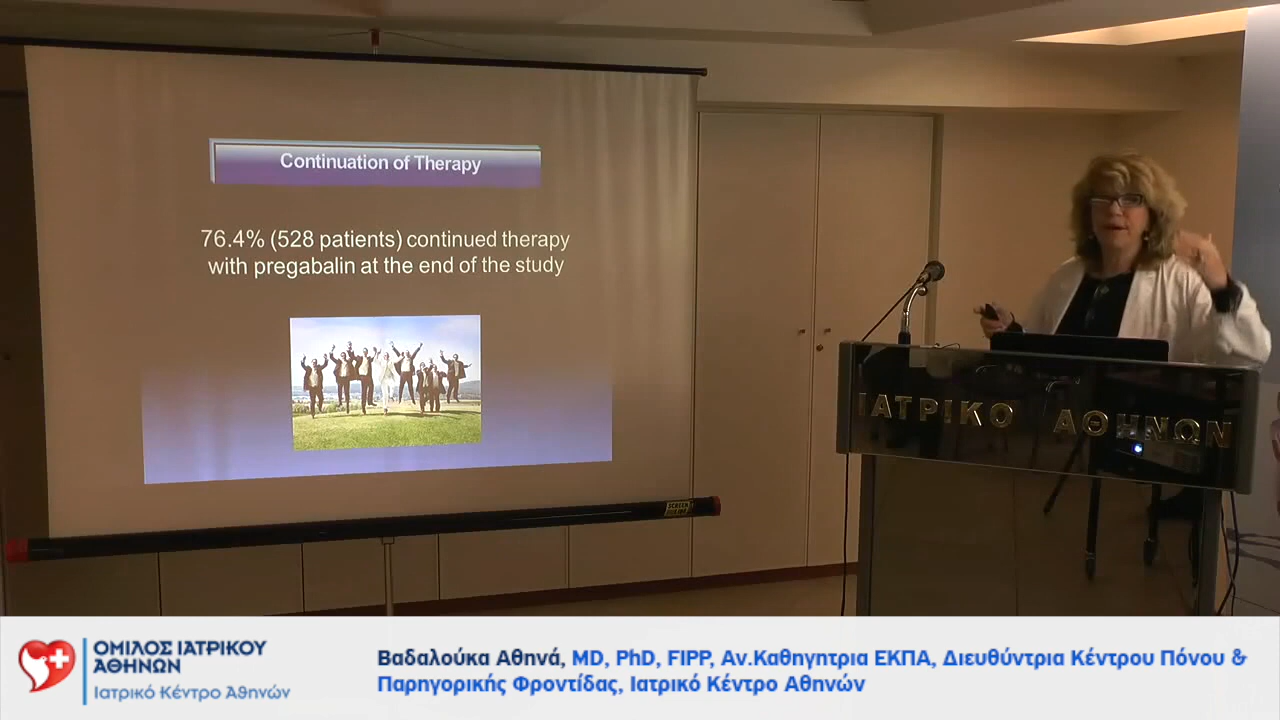 Continuation of Therapy
76.4% (528 patients) continued therapy
with pregabalin at the end of the study
ΙΑΤΡΙΚΟ ΑΘΗΝΩΝ
ΟΜΙΛΟΣ ΙΑΤΡΙΚΟΥ
ΑΘΗΝΩΝ
Ιατρικό Κέντρο Αθηνών
Βαδαλούκα Αθηνά, MD, PhD, FIPP, Αν.Καθηγητρια ΕΚΠΑ, Διευθύντρια Κέντρου Πόνου &
Παρηγορικής Φροντίδας, Ιατρικό Κέντρο Αθηνών